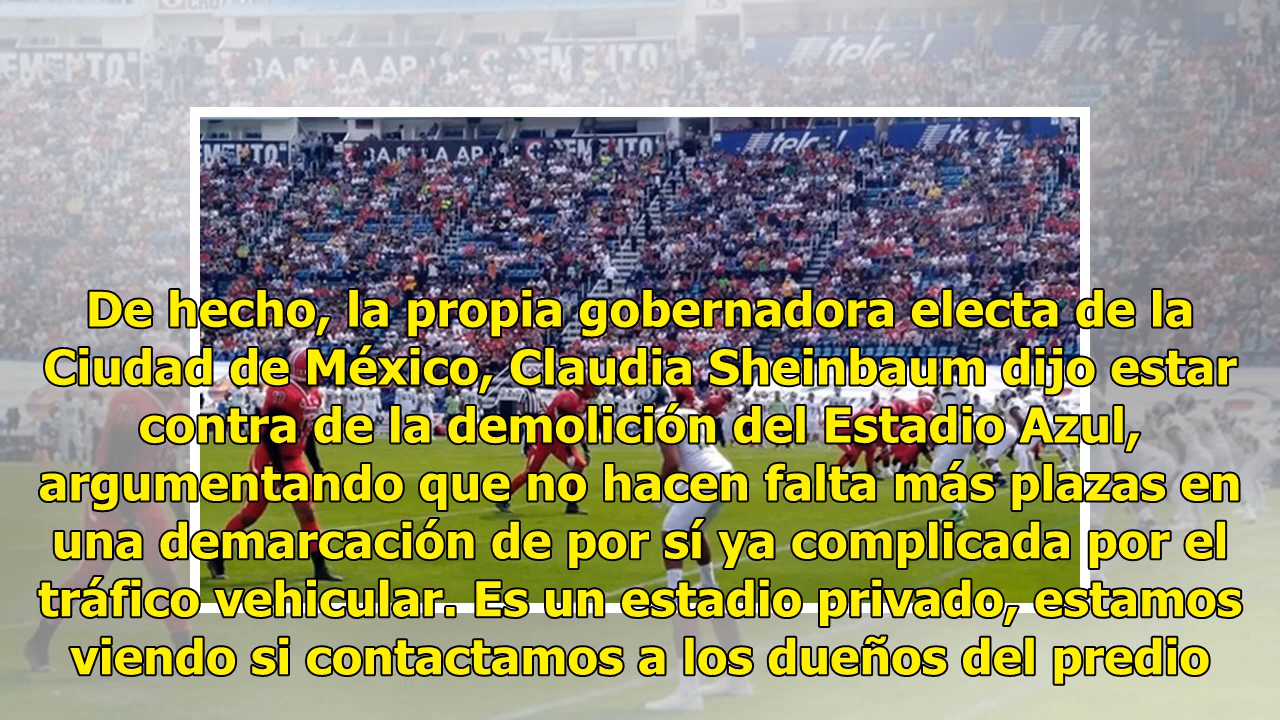 CEMENTO
telcel
De hecho, la propia gobernadora electa de la
Ciudad de México, Claudia Sheinbaum dijo estar
contra de la demolición del Estadio Azul,
argumentando que no hacen falta más plazas en
una demarcación de por sí ya complicada por el
tráfico vehicular. Es un estadio privado, estamos
viendo si contactamos a los dueños del predio